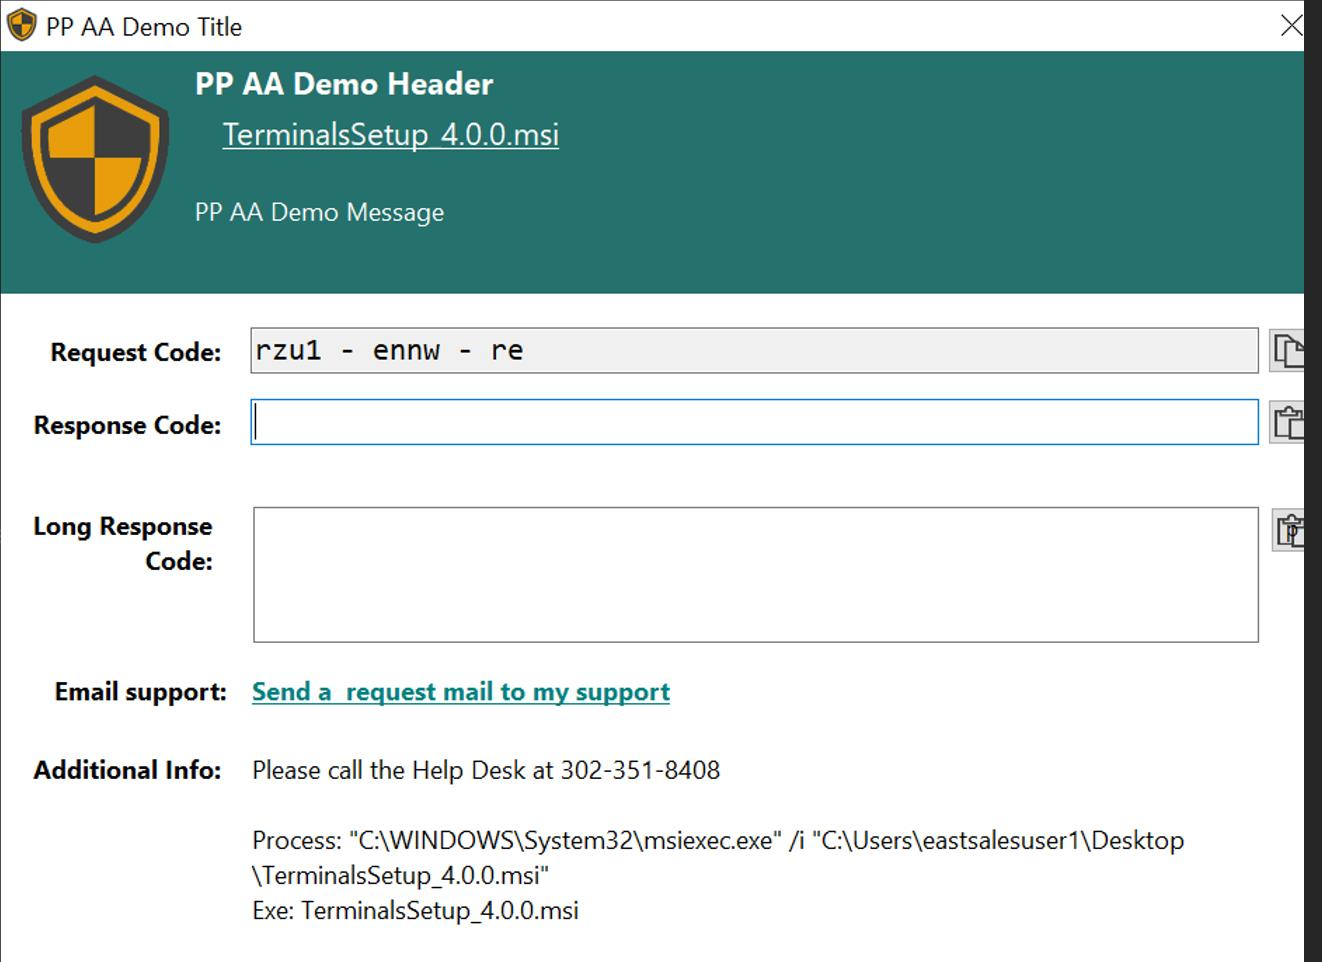 PP AA Demo Title
PP AA Demo Header
TerminalsSetup_4.0.0.msi
PP AA Demo Message
Request Code: rzu1 - ennw - re
Response Code:
Long Response
Code:
Email support: Send a  request mail to my support
Additional Info: Please call the Help Desk at 302-351-8408
Process: "C:\WINDOWS\System32\msiexec.exe" /i "C:\Users\eastsalesuser1\Desktop
\TerminalsSetup_4.0.0.msi"
Exe: TerminalsSetup_4.0.0.msi